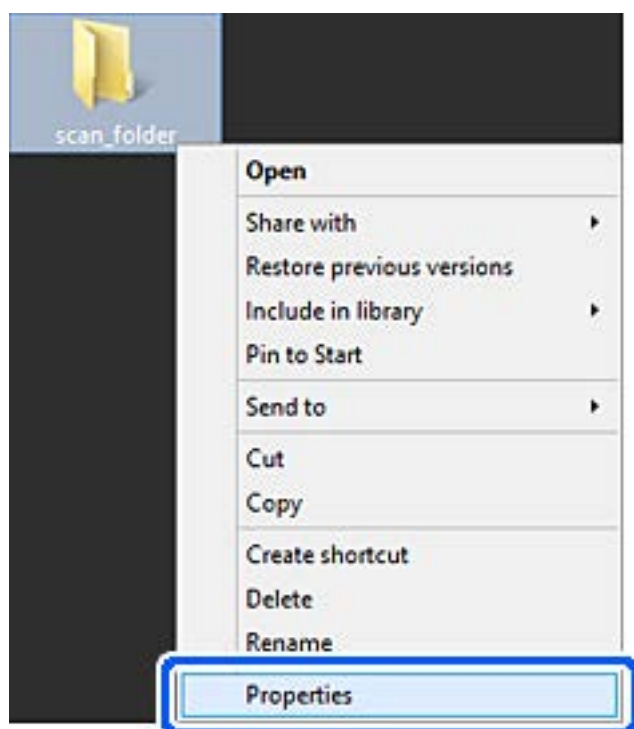 scan_folder
Open
Share with
Restore previous versions
Include in library
Pin to Start
Send to
Cut
Copy
Create shortcut
Delete
Rename
Properties